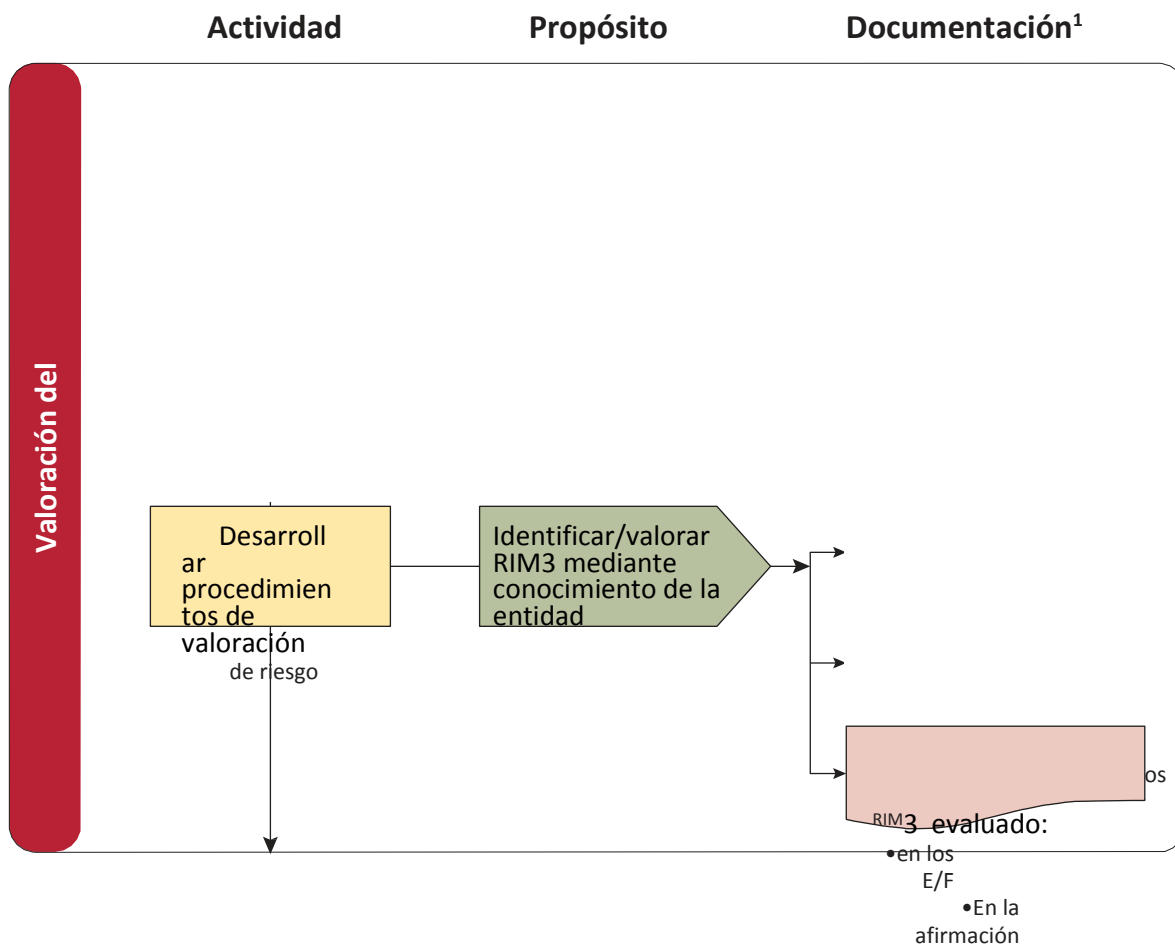 Actividad Propósito Documentación¹
Valoración del
Desarroll
ar
procedimien
tos de
valoración
de riesgo
Identificar/valorar
RIM3 mediante
conocimiento de la
entidad
os
RIM3 evaluado:
•en los
E/F
•En la
afirmación